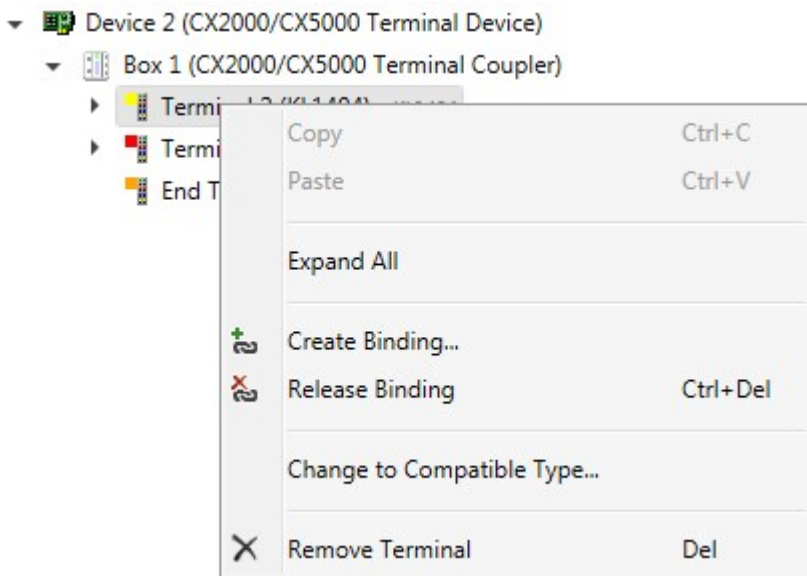 Device 2 (CX2000/CX5000 Terminal Device)
Box 1 (CX2000/CX5000 Terminal Coupler)
Copy Ctrl+C
Paste Ctrl+V
End
Expand All
Create Binding...
Release Binding Ctrl+Del
Change to Compatible Type...
Remove Terminal Del